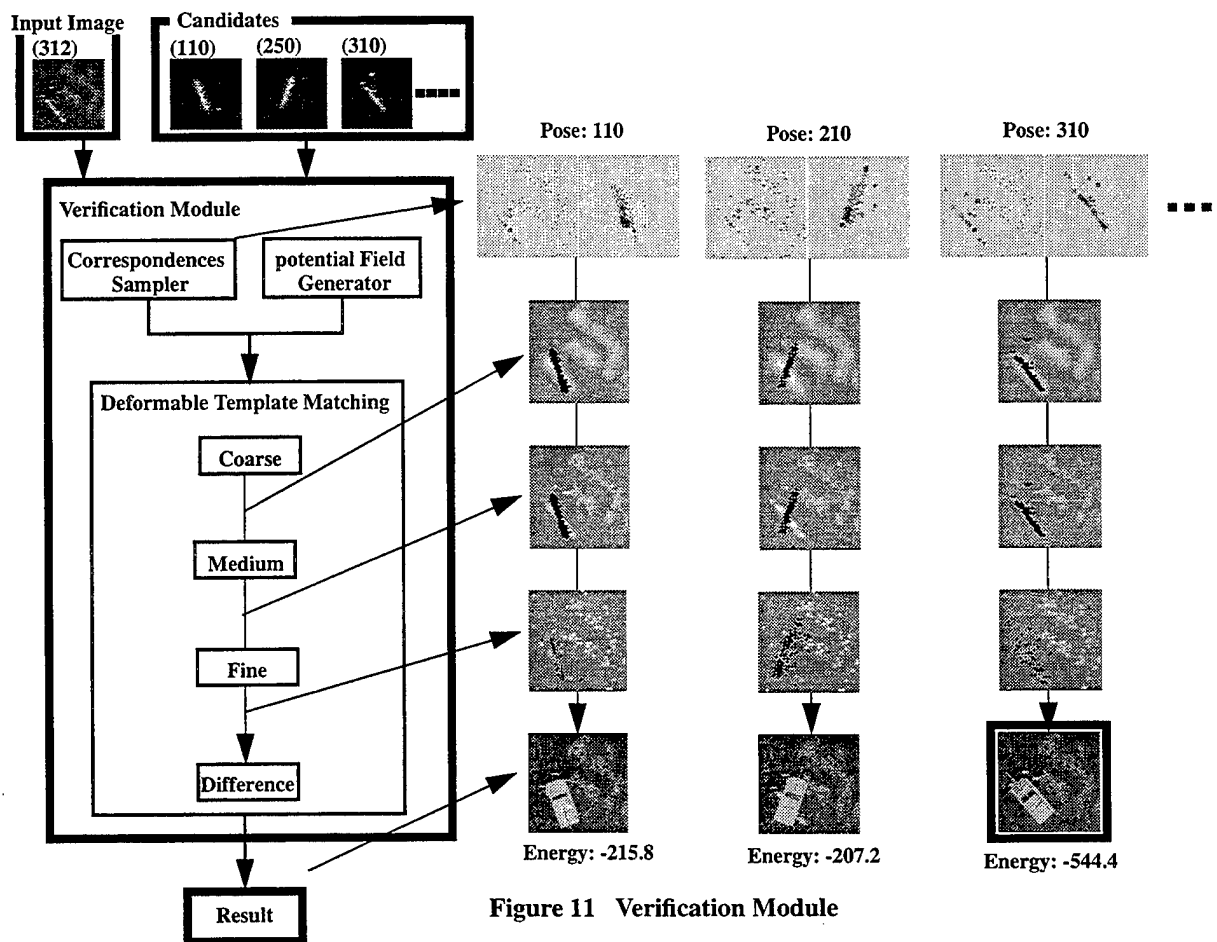 Input Image
(312)
Candidates
(110) (250) (310)
Pose: 110
Pose: 210
Pose: 310
Verification Module
Correspondences
Sampler
potential Field
Generator
Deformable Template Matching
Coarse
Medium
Fine
Difference
Result
Energy: -215.8
Energy: -207.2
Energy: -544.4
Figure 11 Verification Module